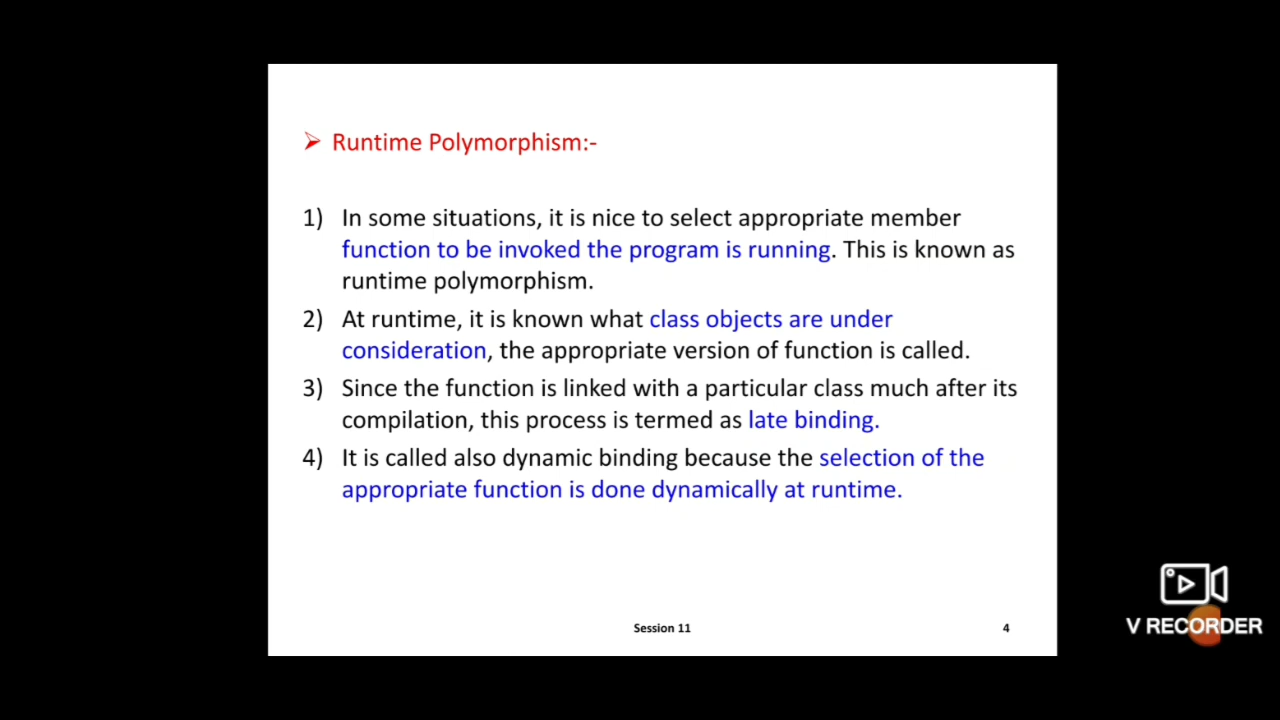 Runtime Polymorphism:-
1) In some situations, it is nice to select appropriate member
function to be invoked the program is running. This is known as
runtime polymorphism.
2) At runtime, it is known what class objects are under
consideration, the appropriate version of function is called.
3) Since the function is linked with a particular class much after its
compilation, this process is termed as late binding.
4) It is called also dynamic binding because the selection of the
appropriate function is done dynamically at runtime.
Session 11
4
V RECORDER